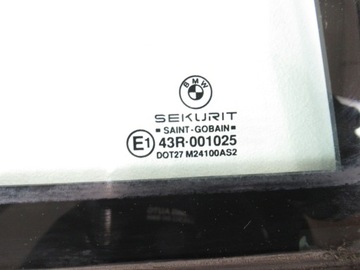 BMW
SEKURIT
SAINT-GOBAIN
E1 43R-001025
DOT27 M24100AS2